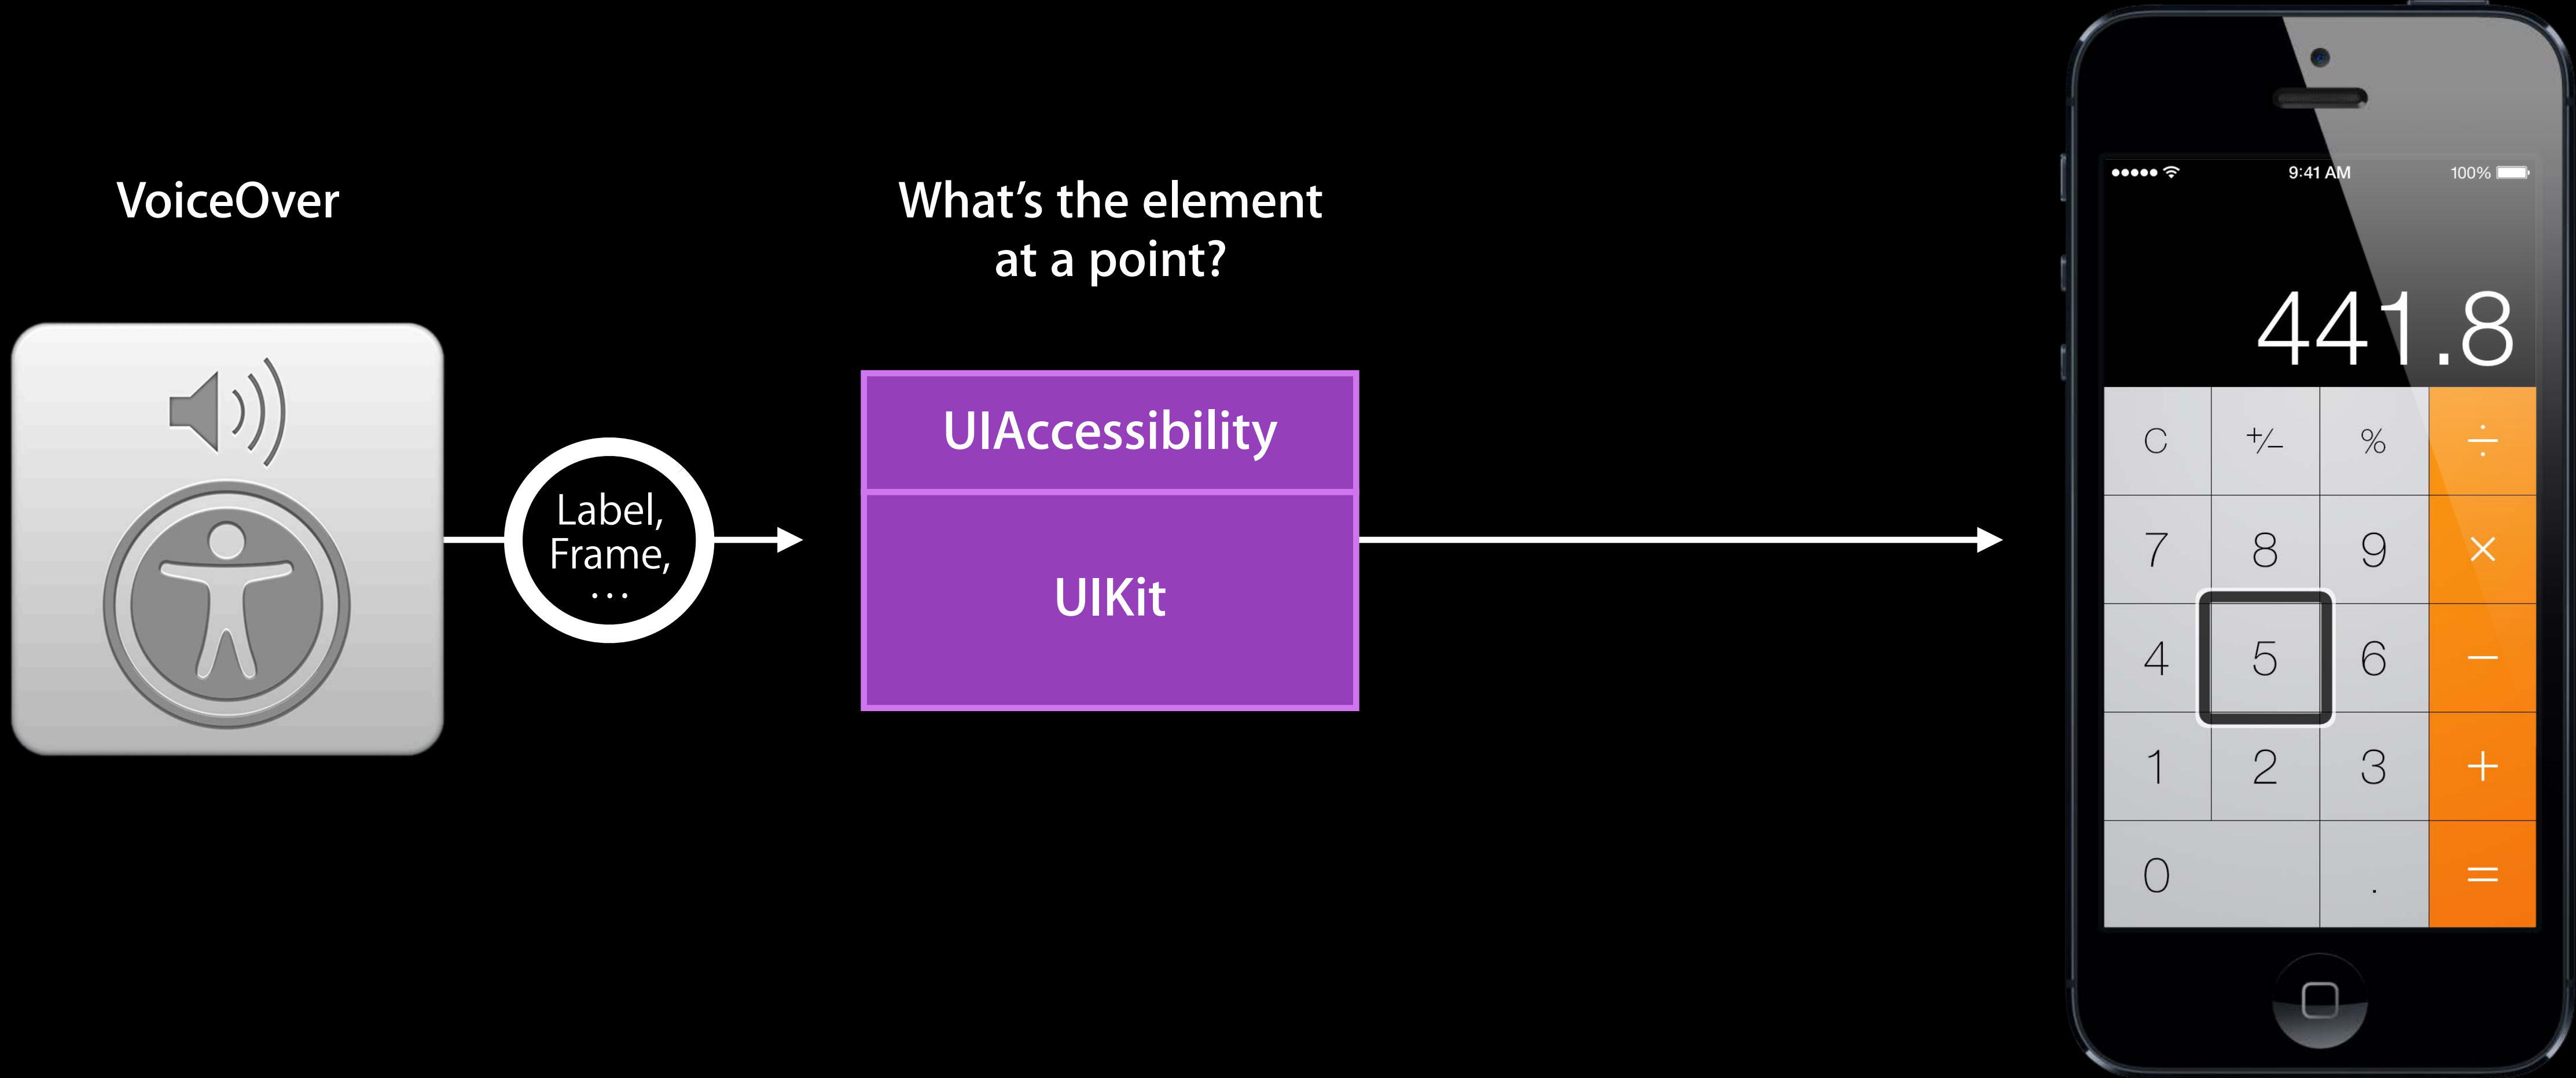 VoiceOver
What's the element
at a point?
Label,
Frame,
...
UIAccessibility
UIKit
9:41 AM 100%
441.8
C +/− % ÷
7 8 9 ×
4 5 6 −
1 2 3 +
0 . =